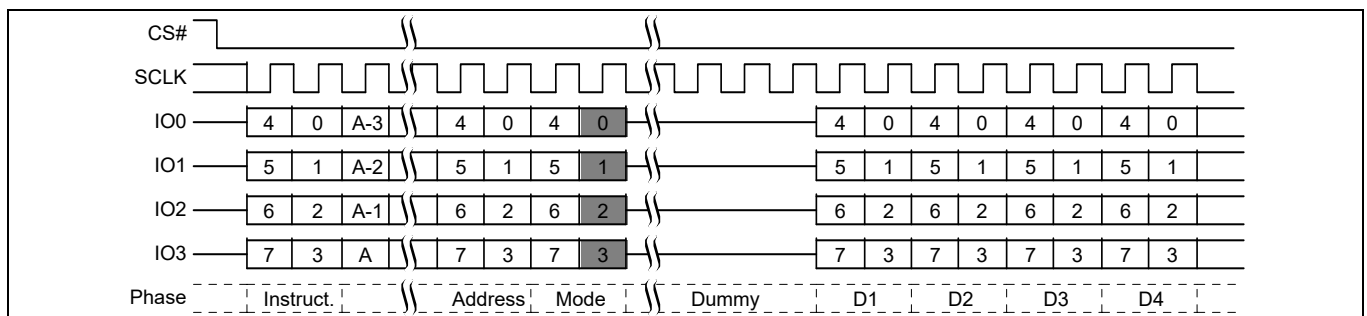 CS#
SCLK
IO0 4 0 A-3 4 0 4 0 4 0 4 0 4 0 4 0
IO1 5 1 A-2 5 1 5 1 5 1 5 1 5 1 5 1
IO2 6 2 A-1 6 2 6 2 6 2 6 2 6 2 6 2
IO3 7 3 A 7 3 7 3 7 3 7 3 7 3 7 3
Phase Instruct. Address Mode Dummy D1 D2 D3 D4